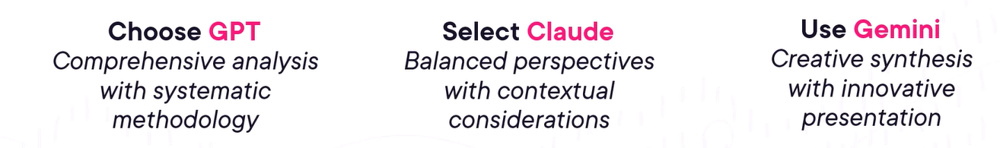 Choose GPT
Comprehensive analysis
with systematic
methodology
Select Claude
Balanced perspectives
with contextual
considerations
Use Gemini
Creative synthesis
with innovative
presentation